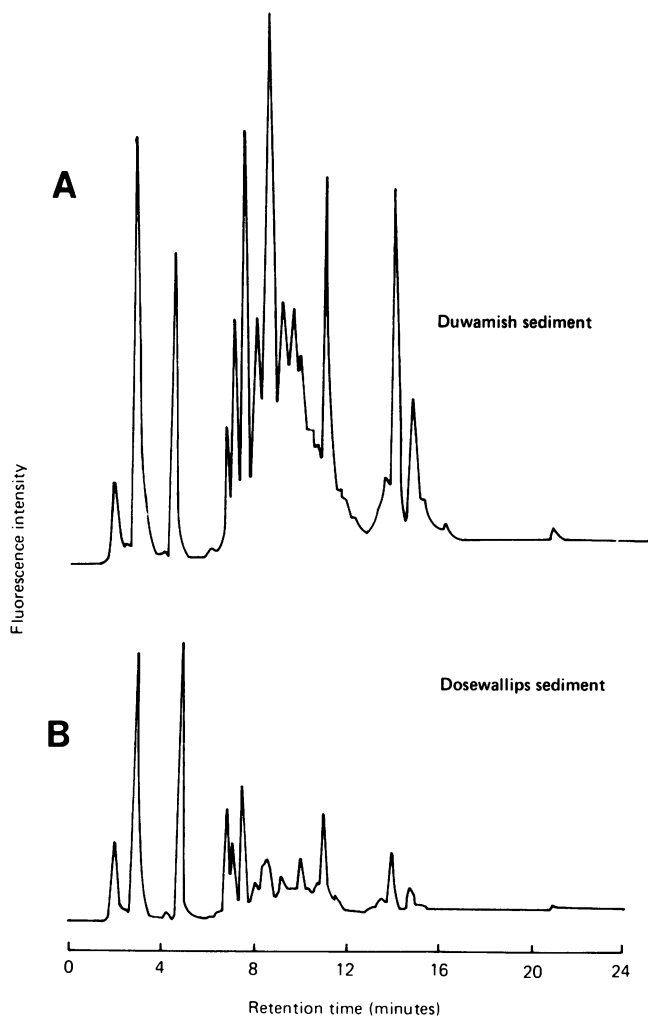 A
Duwamish sediment
Fluorescence intensity
Dosewallips sediment
B
0 4 8 12 16 20 24
Retention time (minutes)